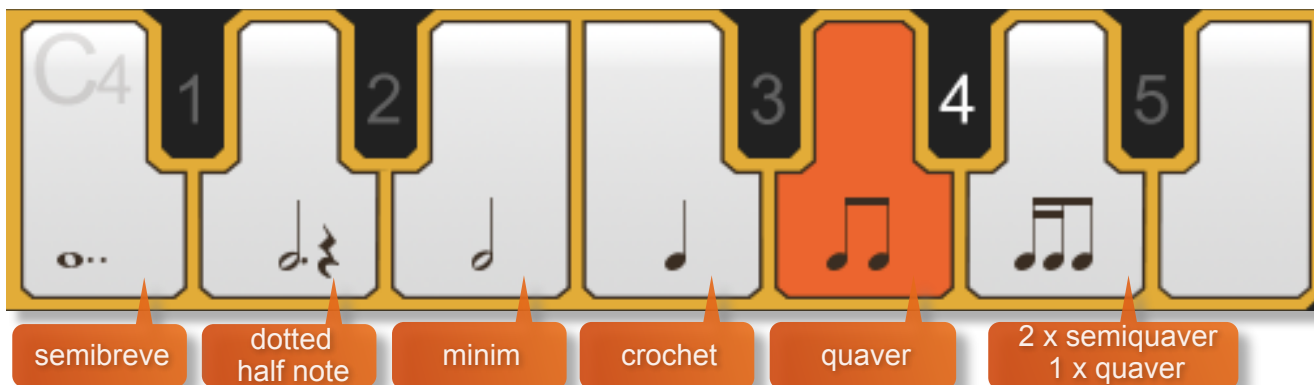 C4
1
2
3
4
5
semibreve
dotted
half note
minim
crochet
quaver
2 x semiquaver
1 x quaver